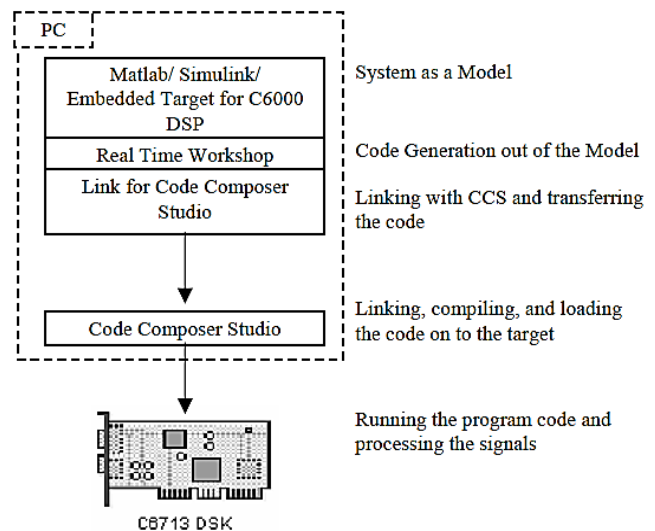 PC
Matlab/ Simulink/
Embedded Target for C6000
DSP
System as a Model
Real Time Workshop
Code Generation out of the Model
Link for Code Composer
Studio
Linking with CCS and transferring
the code
Code Composer Studio
Linking, compiling, and loading
the code on to the target
Running the program code and
processing the signals
C6713 DSK